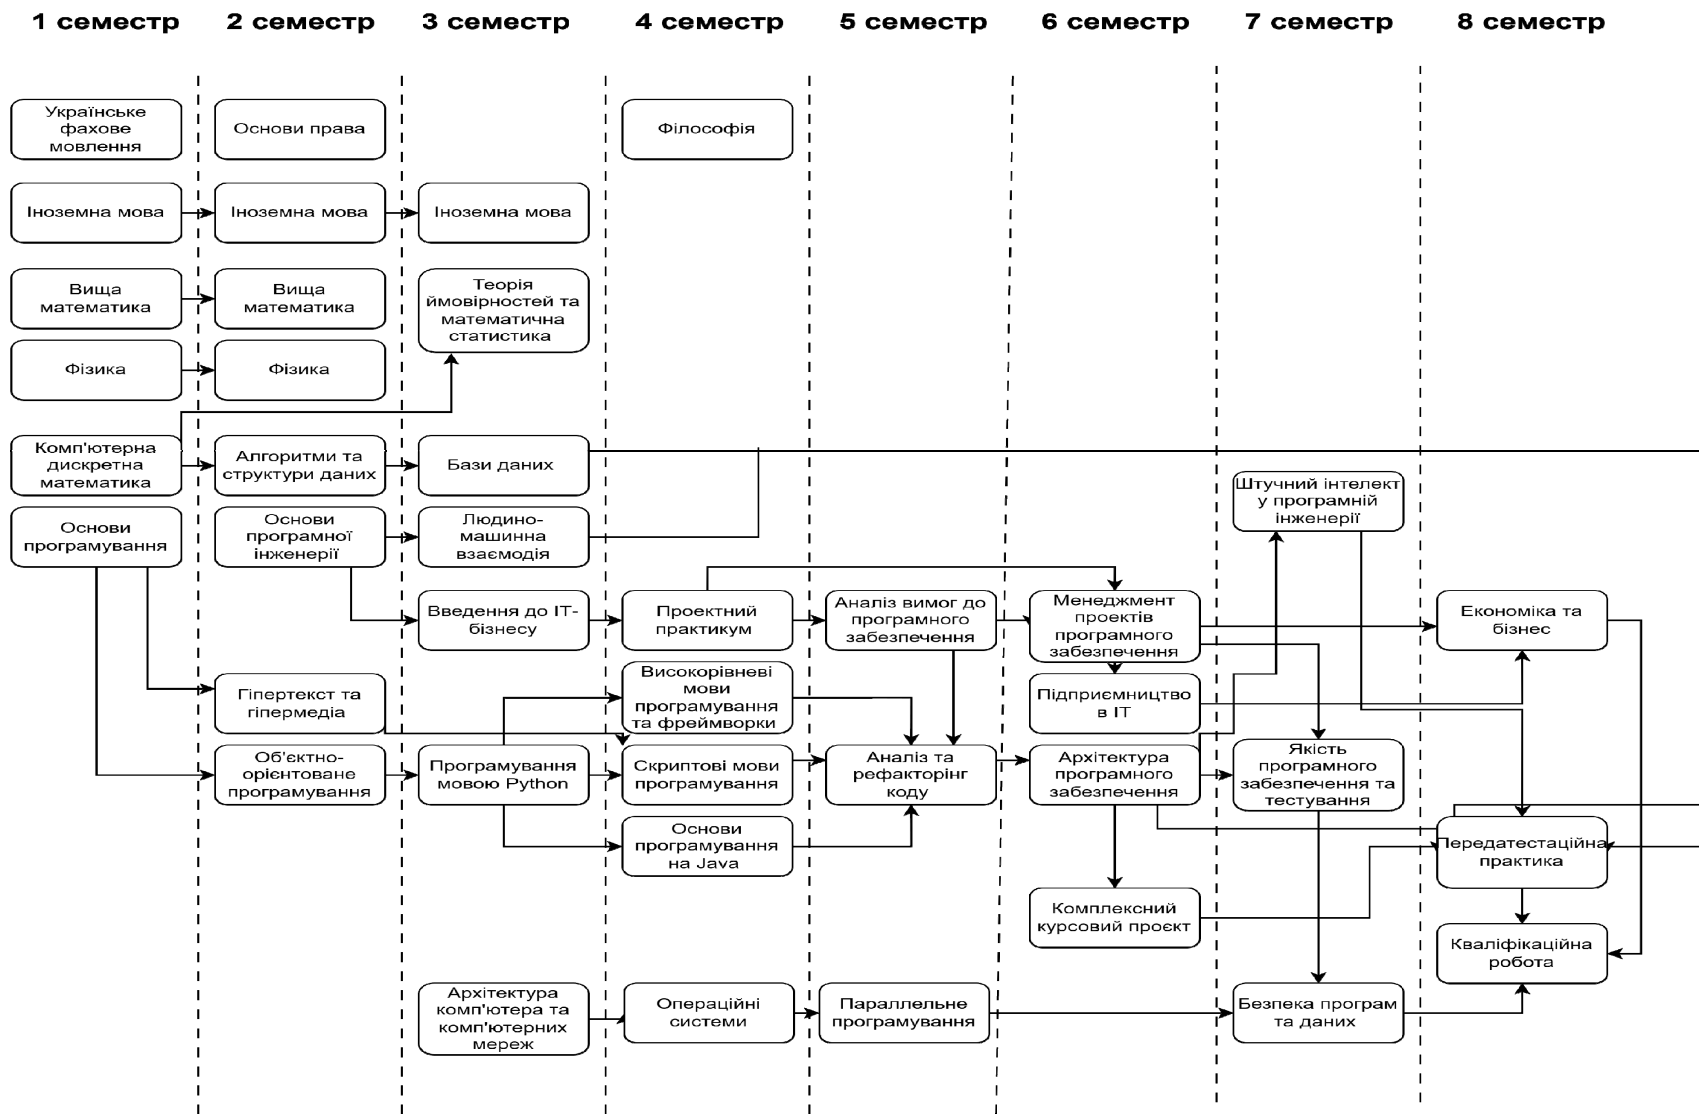 1 семестр
2 семестр
3 семестр
4 семестр
5 семестр
6 семестр
7 семестр
8 семестр
Українське
фахове
мовлення
Основи права
Філософія
Іноземна мова
Іноземна мова
Іноземна мова
Вища
математика
Вища
математика
Теорія
ймовірностей та
математична
статистика
Фізика
Фізика
Комп'ютерна
дискретна
математика
Алгоритми та
структури даних
Бази даних
Штучний інтелект
у програмній
інженерії
Основи
програмування
Основи
програмної
інженерії
Людино-
машинна
взаємодія
Введення до ІТ-
бізнесу
Проектний
практикум
Аналіз вимог до
програмного
забезпечення
Менеджмент
проектів
програмного
забезпечення
Економіка та
бізнес
Гіпертекст та
гіпермедіа
Високорівневі
мови
програмування
та фреймворки
Підприємництво
в ІТ
Об'єктно-
орієнтоване
програмування
Програмування
мовою Python
Скриптові мови
програмування
Аналіз та
рефакторінг
коду
Архітектура
програмного
забезпечення
Якість
програмного
забезпечення та
тестування
Основи
програмування
на Java
Передатестаційна
практика
Комплексний
курсовий проєкт
Кваліфікаційна
робота
Архітектура
комп'ютера та
комп'ютерних
мереж
Операційні
системи
Параллельне
програмування
Безпека програм
та даних